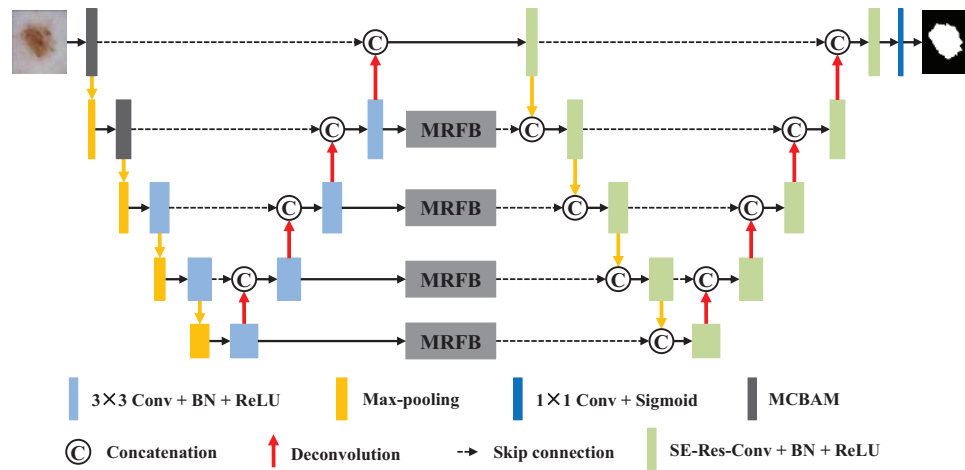 C
C
MRFB
C
C
C
MRFB
C
C
C
MRFB
C
C
C
MRFB
C
3×3 Conv + BN + ReLU
Max-pooling
1×1 Conv + Sigmoid
MCBAM
C Concatenation
Deconvolution
Skip connection
SE-Res-Conv + BN + ReLU